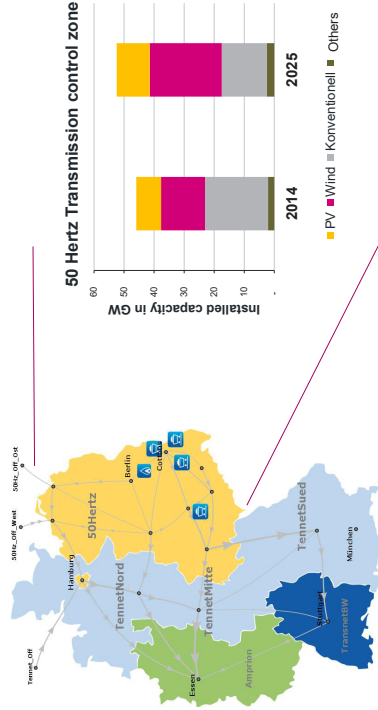 50 Hertz Transmission control zone
Installed capacity in GW
60
50
40
30
20
10
-
2014
2025
PV
Wind
Konventionell
Others
Tennet_Off
50Hz_Off_West
50Hz_Off_Ost
Hamburg
50Hertz
Berlin
TennetNord
Essen
TennetMitte
Amprion
TennetSued
Stuttgart
TransnetBW
München